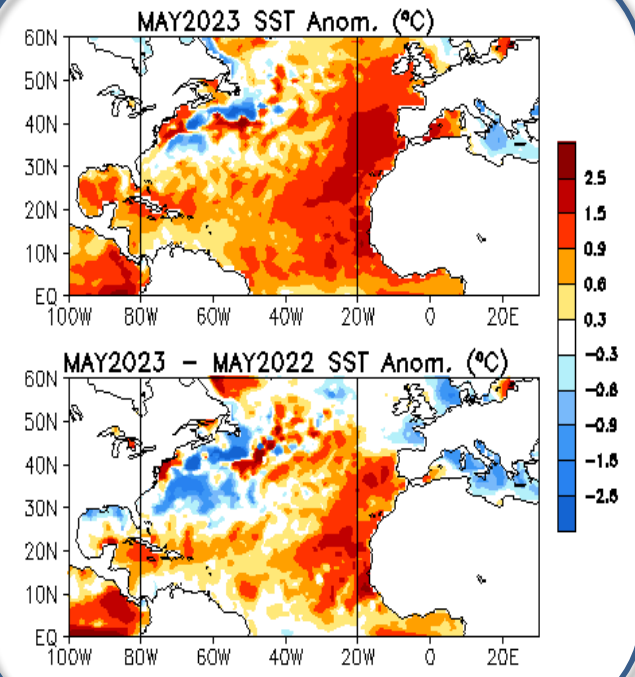 MAY2023 SST Anom. (°C)
60N
50N
40N
30N
20N
10N
EQ
100W 80W 60W 40W 20W 0 20E
MAY2023 - MAY2022 SST Anom. (°C)
60N
50N
40N
30N
20N
10N
EQ
100W 80W 60W 40W 20W 0 20E
2.5
1.5
0.9
0.6
0.3
-0.3
-0.6
-0.9
-1.5
-2.5